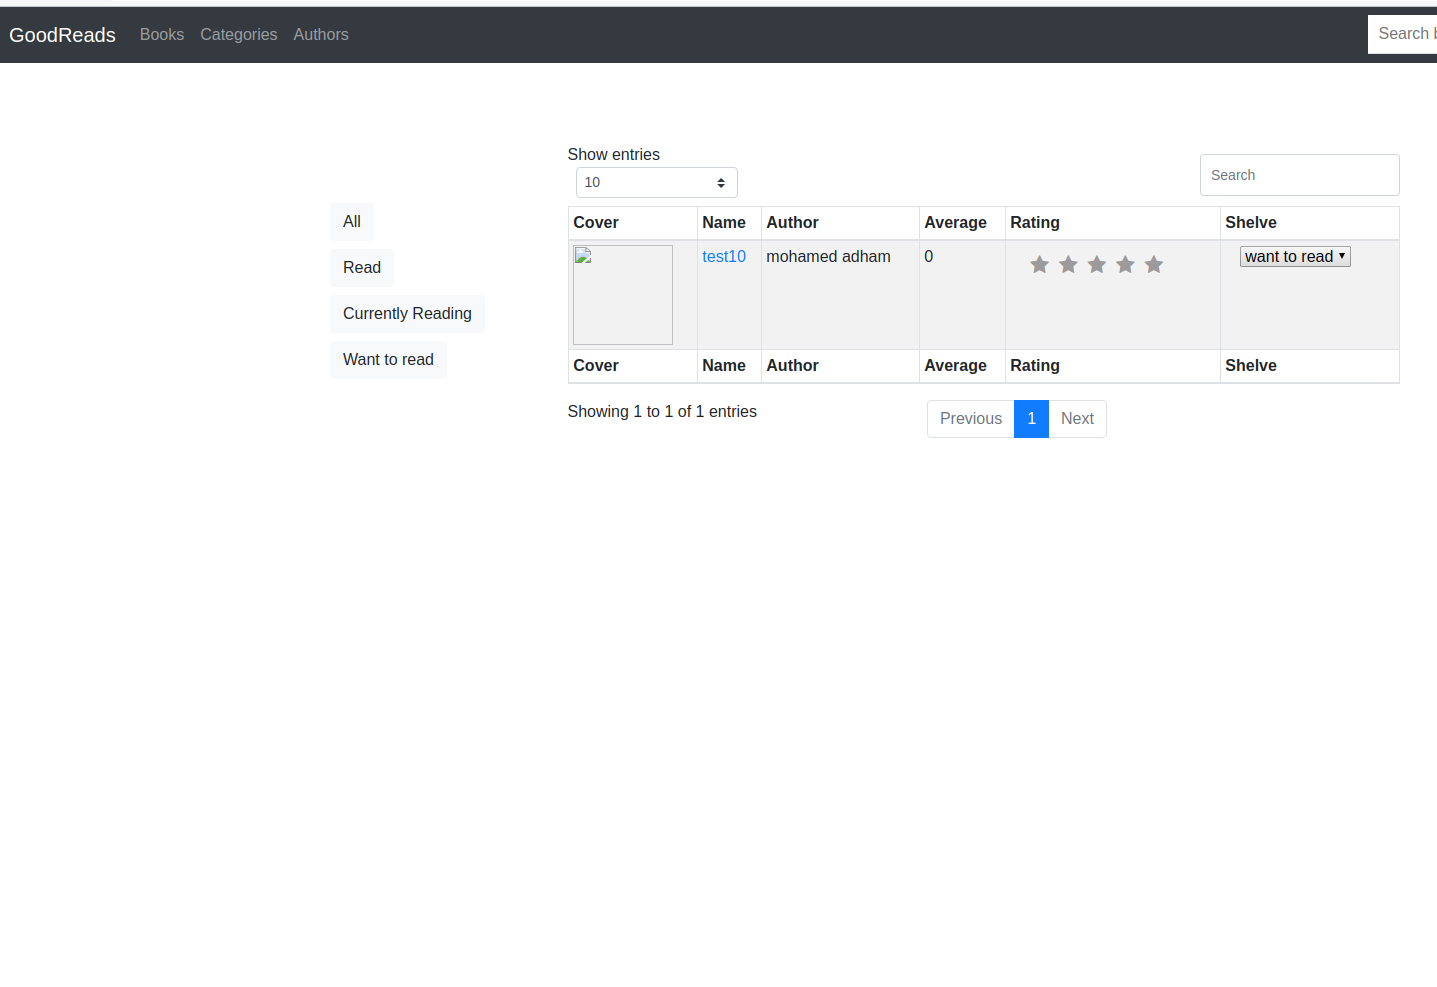 GoodReads Books Categories Authors Search
Show entries
10
Search
All
Read
Currently Reading
Want to read
Cover Name Author Average Rating Shelve
test10 mohamed adham 0 want to read
Cover Name Author Average Rating Shelve
Showing 1 to 1 of 1 entries
Previous 1 Next